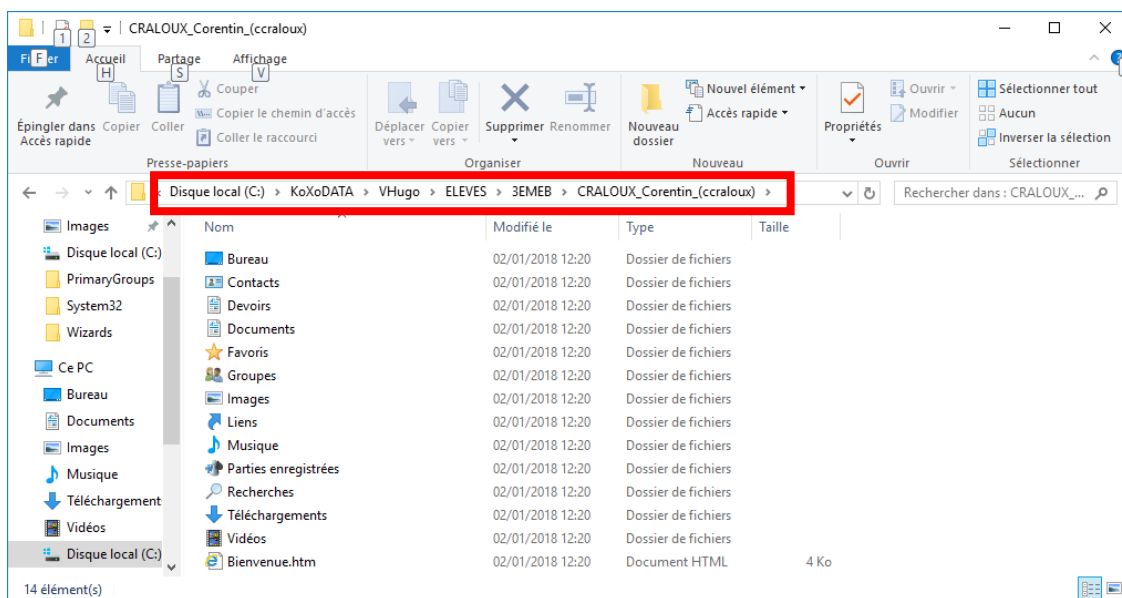 CRALOUX_Corentin_(ccraloux)
1 2
Fi F er Accueil Partage Affichage
H S V
Épingler dans Accès rapide
Copier
Coller
Couper
Copier le chemin d'accès
Coller le raccourci
Presse-papiers
Déplacer vers
Copier vers
Supprimer
Renommer
Organiser
Nouveau dossier
Nouvel élément
Accès rapide
Nouveau
Propriétés
Ouvrir
Modifier
Ouvrir
Sélectionner tout
Aucun
Inverser la sélection
Sélectionner
« Disque local (C:) > KoXoDATA > VHugo > ELEVES > 3EMEB > CRALOUX_Corentin_(ccraloux) >
Rechercher dans : CRALOUX_...
Images
Disque local (C:)
PrimaryGroups
System32
Wizards
Ce PC
Bureau
Documents
Images
Musique
Téléchargement
Vidéos
Disque local (C:)
Nom Modifié le Type Taille
Bureau 02/01/2018 12:20 Dossier de fichiers
Contacts 02/01/2018 12:20 Dossier de fichiers
Devoirs 02/01/2018 12:20 Dossier de fichiers
Documents 02/01/2018 12:20 Dossier de fichiers
Favoris 02/01/2018 12:20 Dossier de fichiers
Groupes 02/01/2018 12:20 Dossier de fichiers
Images 02/01/2018 12:20 Dossier de fichiers
Liens 02/01/2018 12:20 Dossier de fichiers
Musique 02/01/2018 12:20 Dossier de fichiers
Parties enregistrées 02/01/2018 12:20 Dossier de fichiers
Recherches 02/01/2018 12:20 Dossier de fichiers
Téléchargements 02/01/2018 12:20 Dossier de fichiers
Vidéos 02/01/2018 12:20 Dossier de fichiers
Bienvenue.htm 02/01/2018 12:20 Document HTML 4 Ko
14 élément(s)